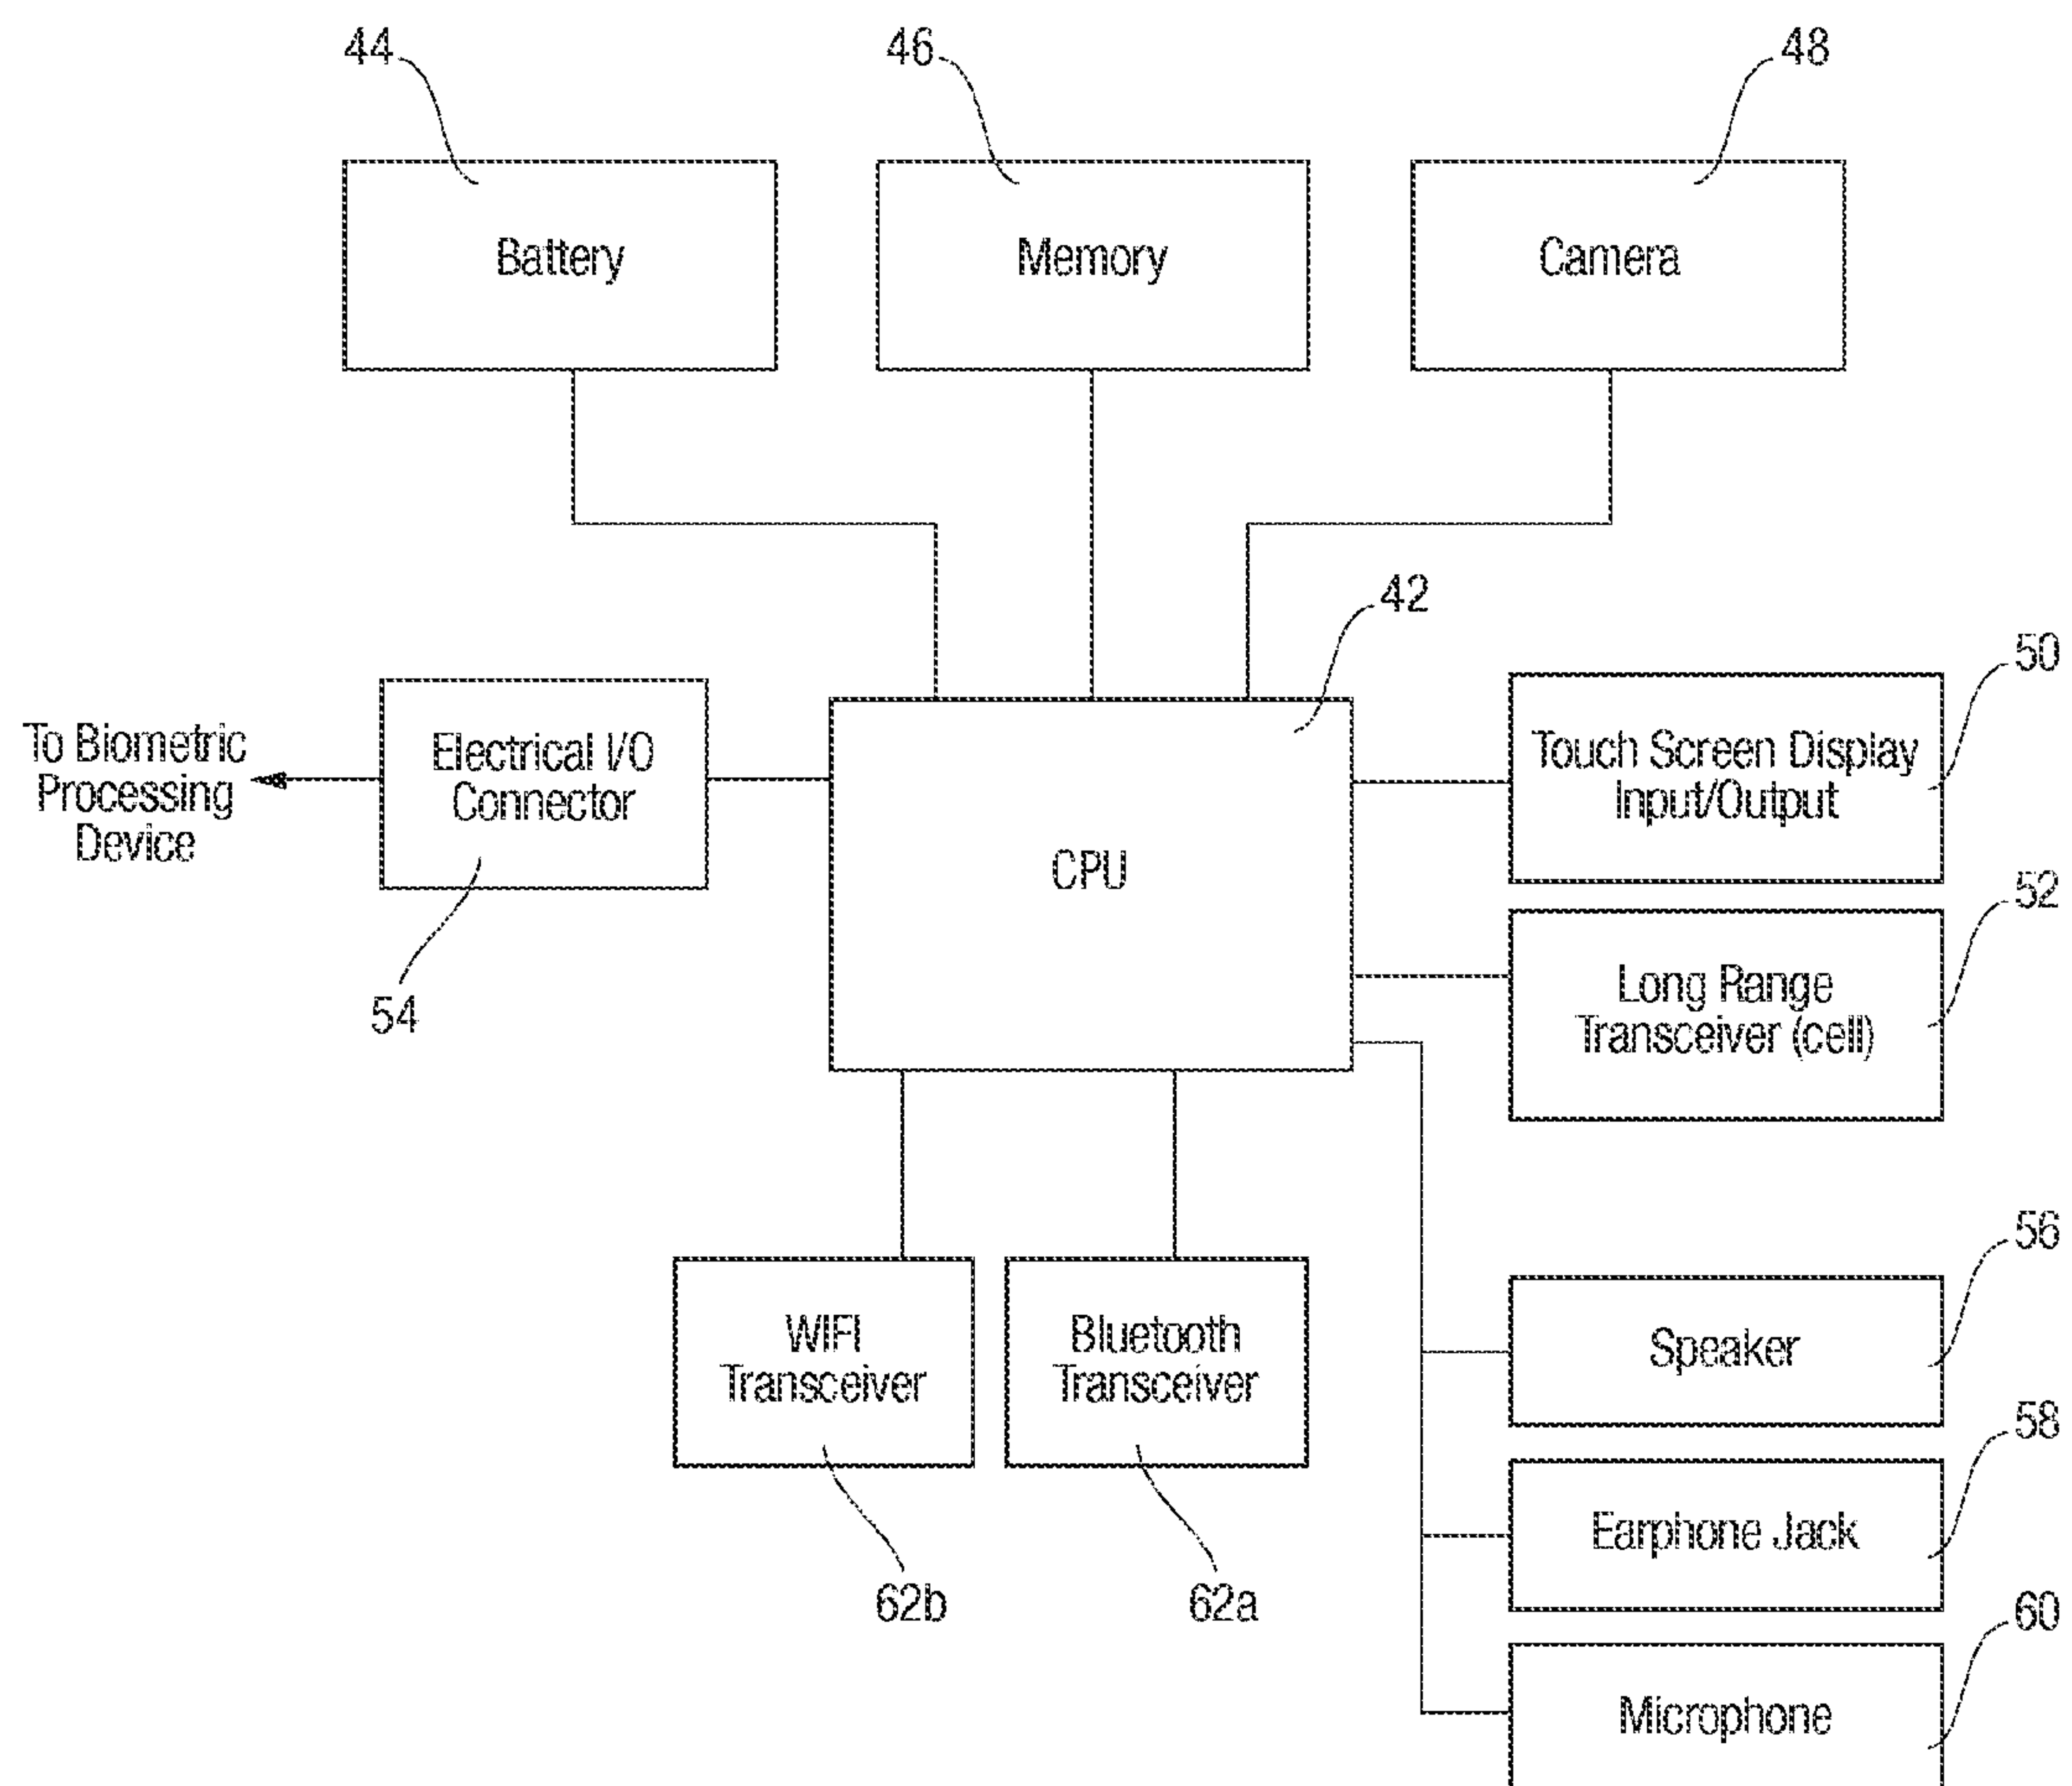 44
46
48
Battery
Memory
Camera
42
50
To Biometric
Processing
Device
Electrical I/O
Connector
CPU
Touch Screen Display
Input/Output
52
Long Range
Transceiver (cell)
54
56
WIFI
Transceiver
Bluetooth
Transceiver
Speaker
58
Earphone Jack
62b
62a
60
Microphone